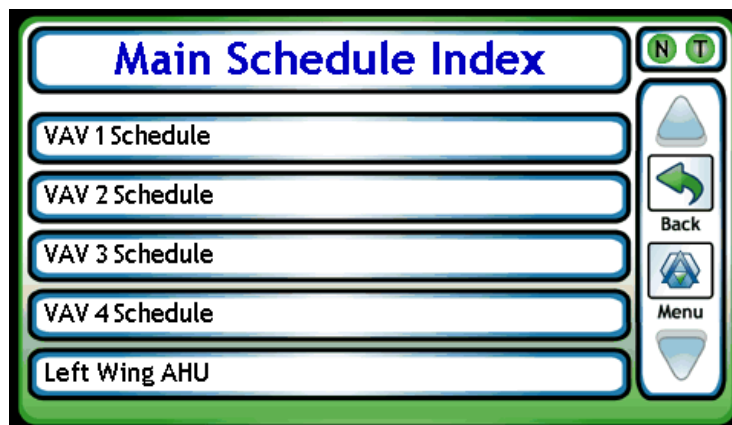 Main Schedule Index
N T
VAV 1 Schedule
VAV 2 Schedule
Back
VAV 3 Schedule
VAV 4 Schedule
Menu
Left Wing AHU